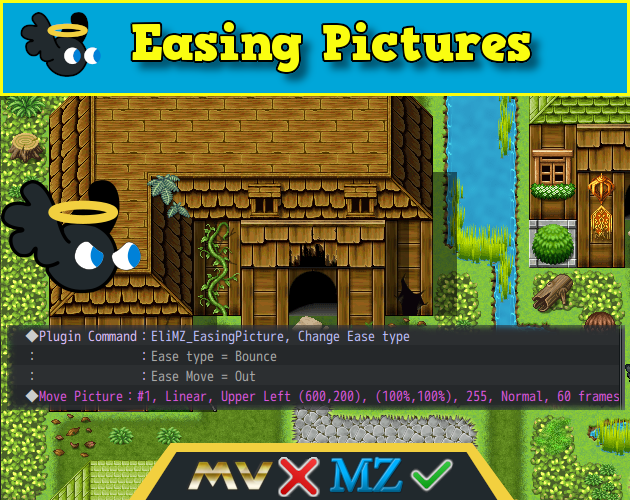 Easing Pictures
◆Plugin Command：EliMZ_EasingPicture, Change Ease type
：　　　　　　　：Ease type = Bounce
：　　　　　　　：Ease Move = Out
◆Move Picture：#1, Linear, Upper Left (600,200), (100%,100%), 255, Normal, 60 frames
MV MZ